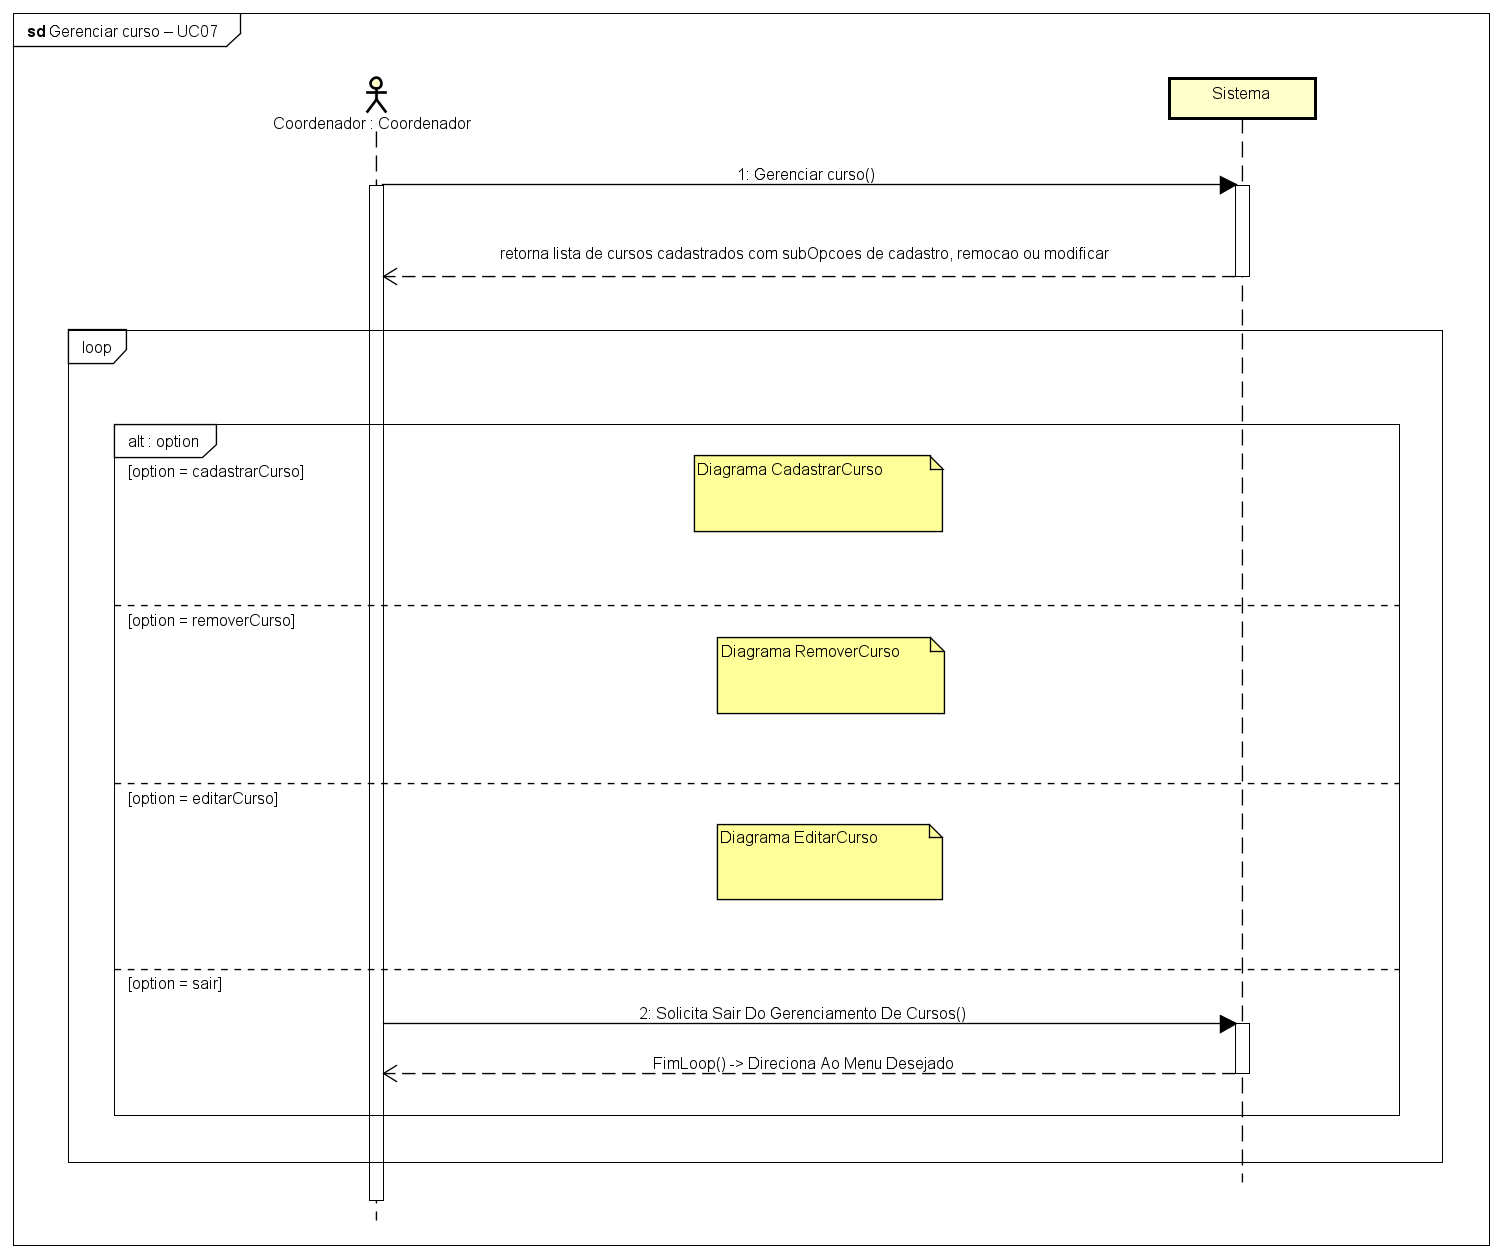 sd Gerenciar curso – UC07
Coordenador : Coordenador
Sistema
1: Gerenciar curso()
retorna lista de cursos cadastrados com subOpcoes de cadastro, remocao ou modificar
loop
alt : option
[option = cadastrarCurso]
Diagrama CadastrarCurso
[option = removerCurso]
Diagrama RemoverCurso
[option = editarCurso]
Diagrama EditarCurso
[option = sair]
2: Solicita Sair Do Gerenciamento De Cursos()
FimLoop() -> Direciona Ao Menu Desejado